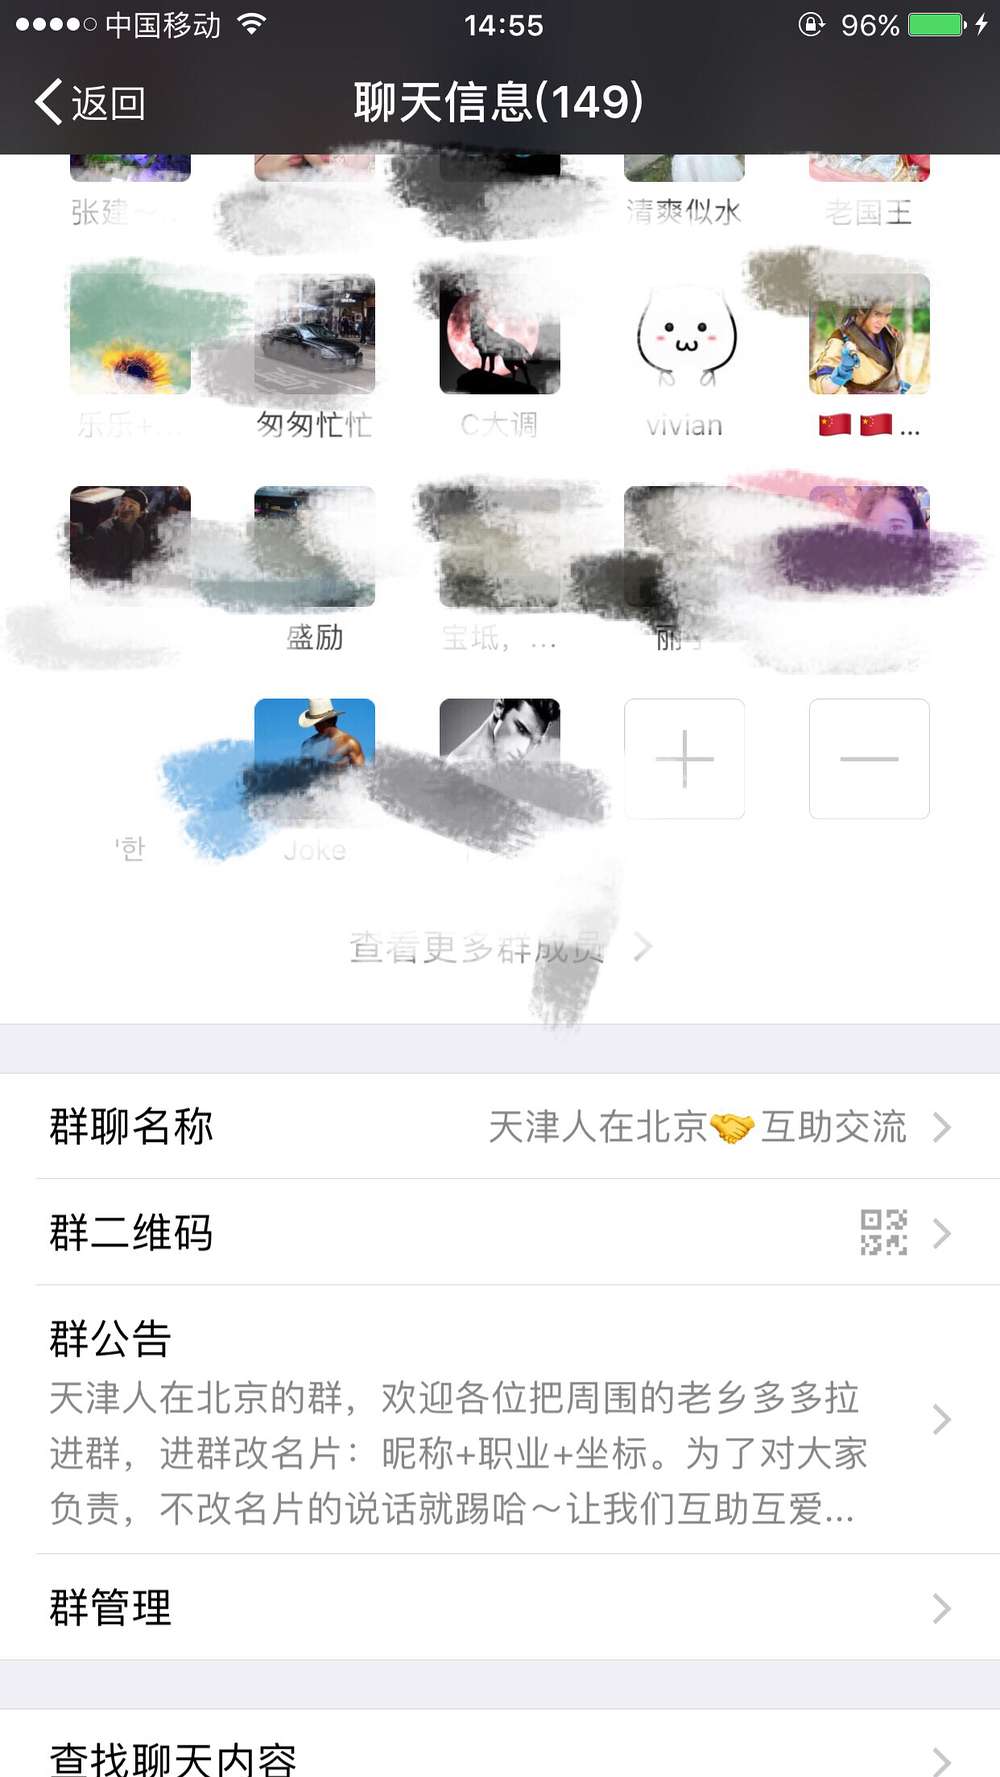 中国移动 14:55 96%
返回 聊天信息(149)
张建 清爽似水 老国王
乐乐+... 匆匆忙忙 C大调 vivian 🇨🇳🇨🇳...
盛励 宝坻，... 丽
'한 Joke
查看更多群成员
群聊名称 天津人在北京🤝互助交流
群二维码
群公告
天津人在北京的群，欢迎各位把周围的老乡多多拉
进群，进群改名片：昵称+职业+坐标。为了对大家
负责，不改名片的说话就踢哈～让我们互助互爱...
群管理
查找聊天内容